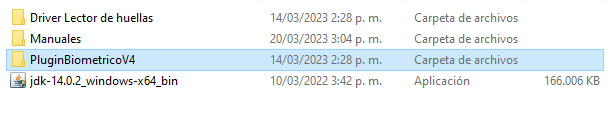 Driver Lector de huellas 14/03/2023 2:28 p. m. Carpeta de archivos
Manuales 20/03/2023 3:04 p. m. Carpeta de archivos
PluginBiometricoV4 14/03/2023 2:28 p. m. Carpeta de archivos
jdk-14.0.2_windows-x64_bin 10/03/2022 3:42 p. m. Aplicación 166.006 KB